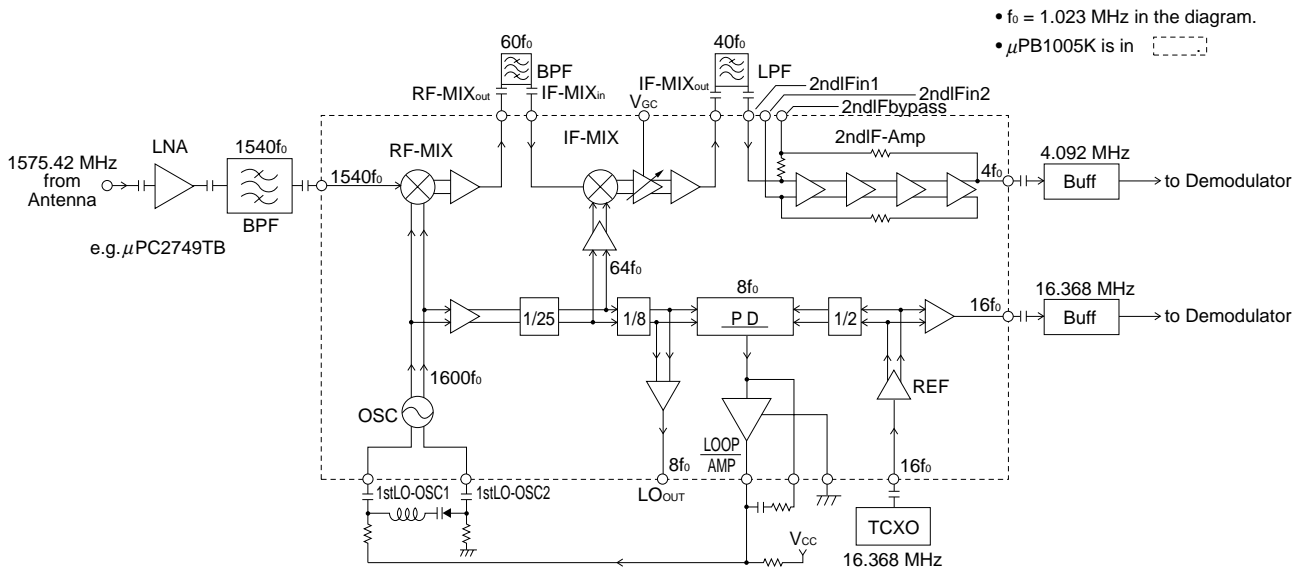 • f₀ = 1.023 MHz in the diagram.
• μPB1005K is in
60f₀
BPF
40f₀
LPF
RF-MIXout
IF-MIXin
VGC
IF-MIXout
2ndIFin1
2ndIFin2
2ndIFbypass
LNA
1540f₀
RF-MIX
IF-MIX
2ndIF-Amp
1575.42 MHz
from
Antenna
BPF
1540f₀
4f₀
4.092 MHz
Buff
to Demodulator
e.g. μPC2749TB
64f₀
8f₀
16f₀
16.368 MHz
1/25
1/8
PD
1/2
Buff
to Demodulator
1600f₀
OSC
REF
LOOP
AMP
8f₀
16f₀
1stLO-OSC1
1stLO-OSC2
LOOUT
TCXO
VCC
16.368 MHz